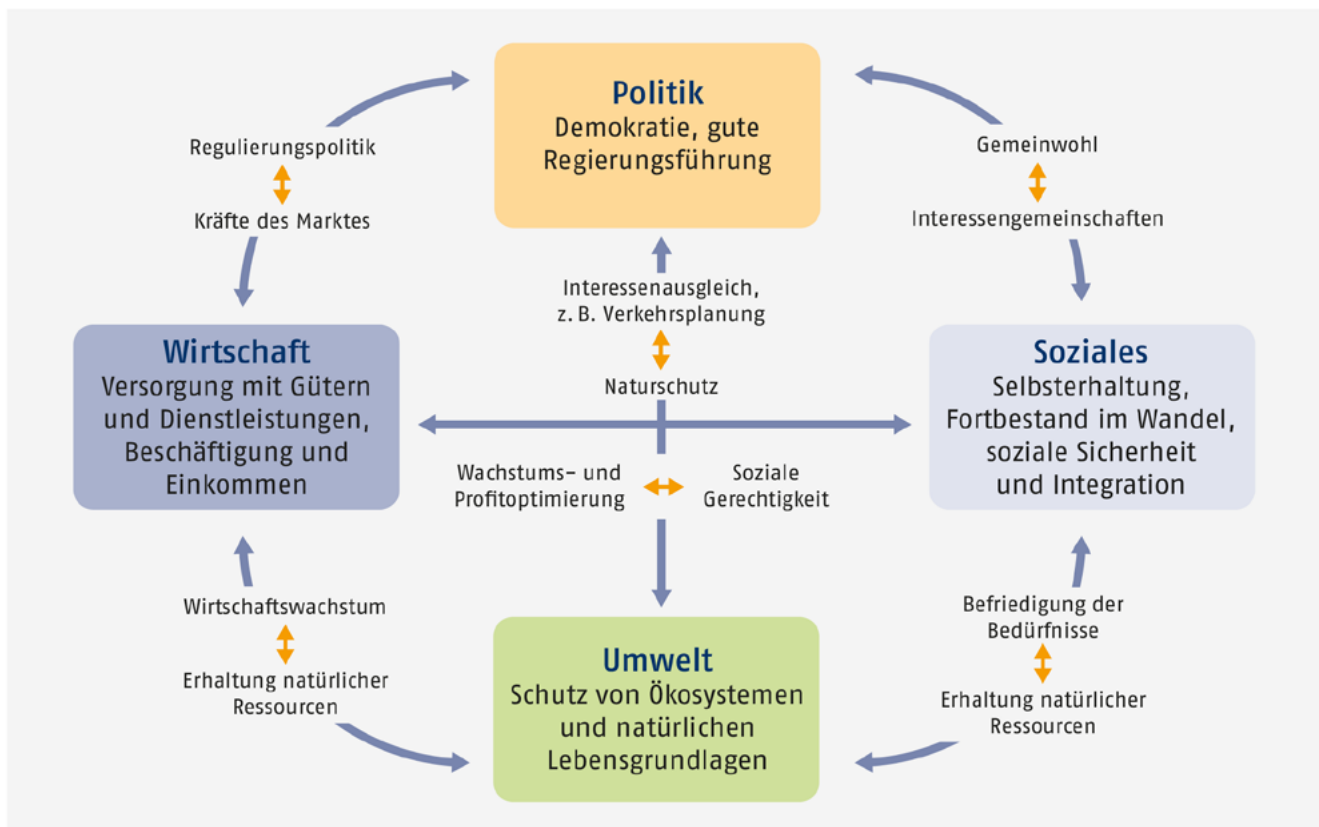 Politik
Demokratie, gute
Regierungsführung
Regulierungspolitik
Kräfte des Marktes
Gemeinwohl
Interessengemeinschaften
Interessenausgleich,
z. B. Verkehrsplanung
Naturschutz
Wirtschaft
Versorgung mit Gütern
und Dienstleistungen,
Beschäftigung und
Einkommen
Soziales
Selbsterhaltung,
Fortbestand im Wandel,
soziale Sicherheit
und Integration
Wachstums- und
Profitoptimierung
Soziale
Gerechtigkeit
Wirtschaftswachstum
Erhaltung natürlicher
Ressourcen
Befriedigung der
Bedürfnisse
Erhaltung natürlicher
Ressourcen
Umwelt
Schutz von Ökosystemen
und natürlichen
Lebensgrundlagen